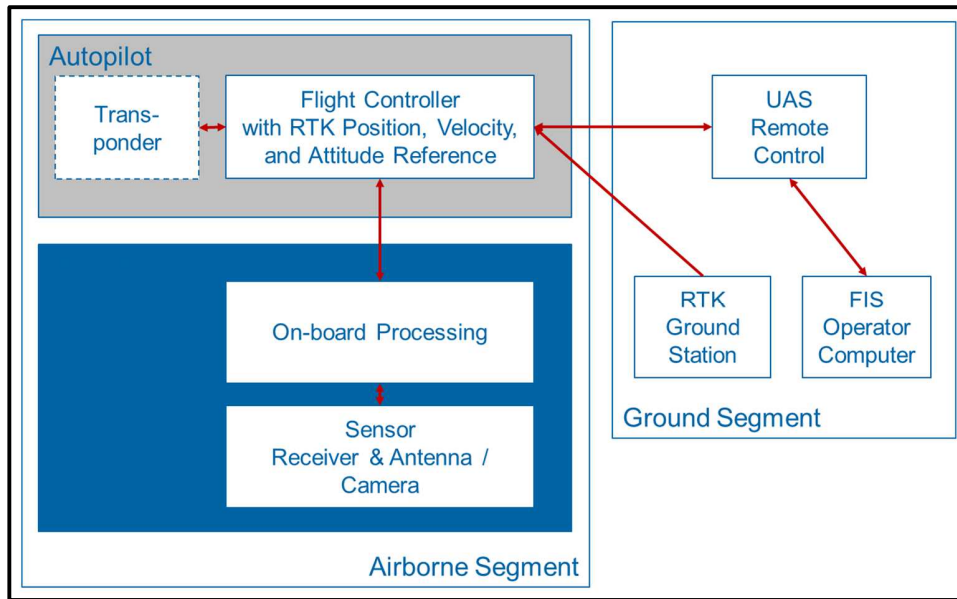 Autopilot
Trans-
ponder
Flight Controller
with RTK Position, Velocity,
and Attitude Reference
On-board Processing
Sensor
Receiver & Antenna /
Camera
Airborne Segment
UAS
Remote
Control
RTK
Ground
Station
FIS
Operator
Computer
Ground Segment